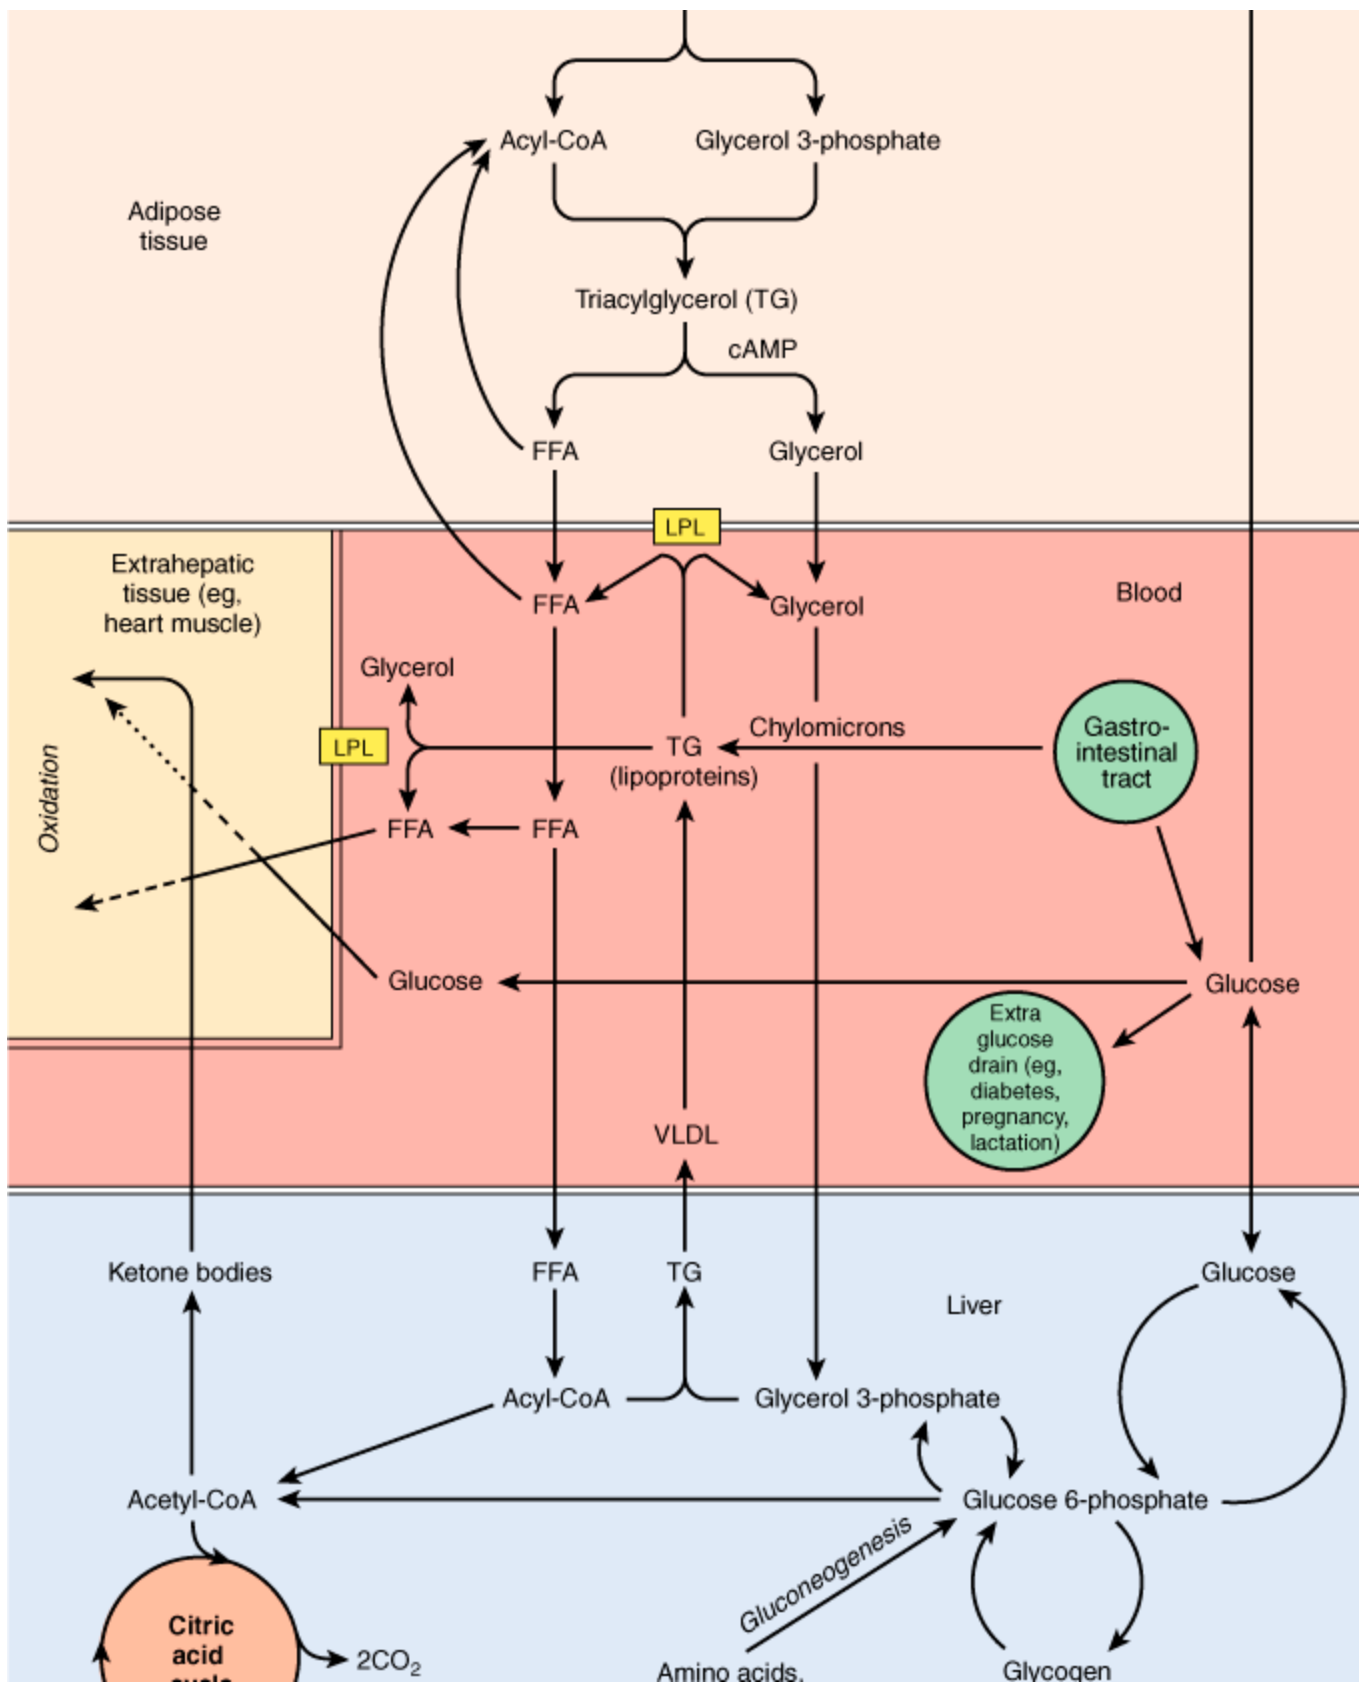 Acyl-CoA
Glycerol 3-phosphate
Adipose
tissue
Triacylglycerol (TG)
cAMP
FFA
Glycerol
LPL
Extrahepatic
tissue (eg,
heart muscle)
Blood
FFA
Glycerol
Glycerol
LPL
Chylomicrons
TG
(lipoproteins)
Gastro-
intestinal
tract
Oxidation
FFA
FFA
Glucose
Glucose
Extra
glucose
drain (eg,
diabetes,
pregnancy,
lactation)
VLDL
Ketone bodies
FFA
TG
Glucose
Liver
Acyl-CoA
Glycerol 3-phosphate
Acetyl-CoA
Glucose 6-phosphate
Gluconeogenesis
Citric
acid
cycle
2CO₂
Amino acids,
Glycogen